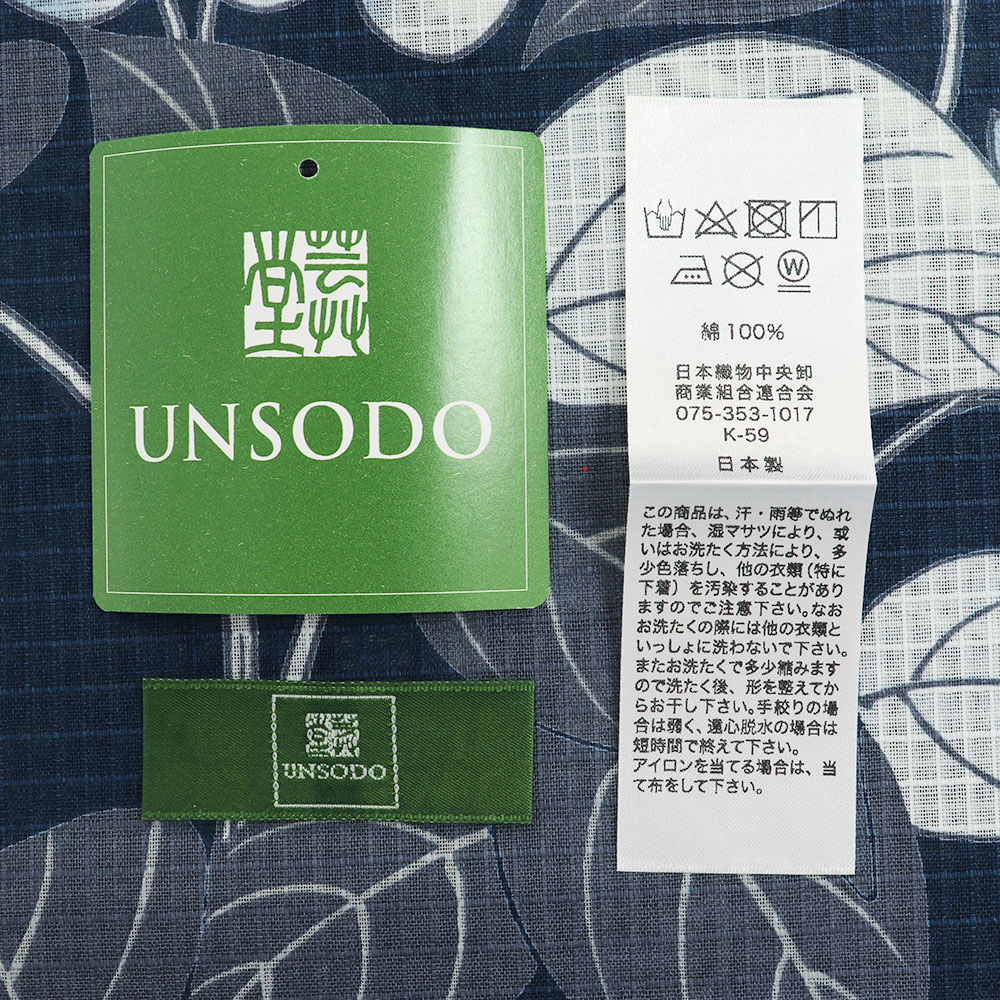 芸艸堂
UNSODO
UNSODO
W
綿100%
日本織物中央卸
商業組合連合会
075-353-1017
K-59
日本製
この商品は、汗・雨等でぬれ
た場合、湿マサツにより、或
いはお洗たく方法により、多
少色落ちし、他の衣類(特に
下着)を汚染することがあり
ますのでご注意下さい。なお
お洗たくの際には他の衣類と
いっしょに洗わないで下さい。
またお洗たくで多少縮みます
ので洗たく後、形を整えてか
らお干し下さい。手絞りの場
合は弱く、遠心脱水の場合は
短時間で終えて下さい。
アイロンを当てる場合は、当
て布をして下さい。